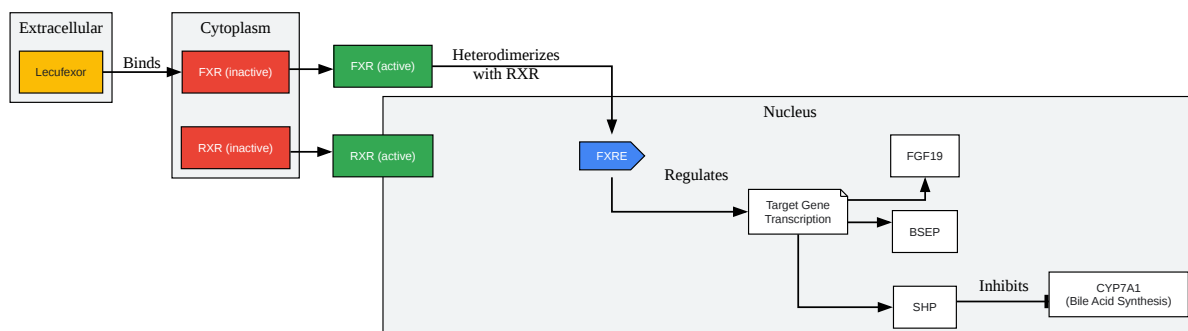 Extracellular
Lecufexor
Binds
Cytoplasm
FXR (inactive)
RXR (inactive)
FXR (active)
RXR (active)
Heterodimerizes
with RXR
Nucleus
FXRE
Regulates
Target Gene
Transcription
FGF19
BSEP
SHP
Inhibits
CYP7A1
(Bile Acid Synthesis)